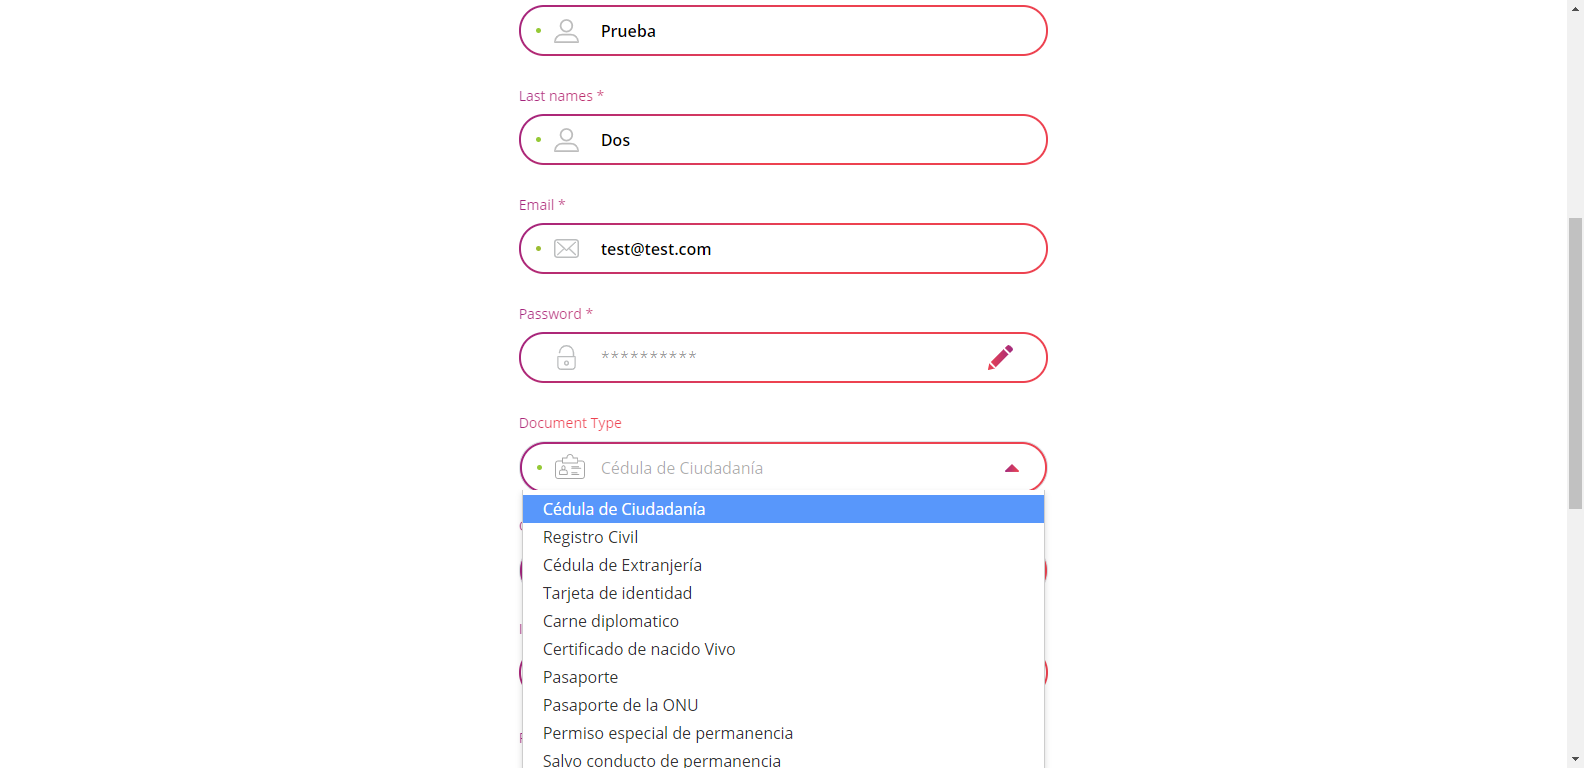 Prueba
Last names *
Dos
Email *
test@test.com
Password *
**********
Document Type
Cédula de Ciudadanía
Cédula de Ciudadanía
Registro Civil
Cédula de Extranjería
Tarjeta de identidad
Carne diplomatico
Certificado de nacido Vivo
Pasaporte
Pasaporte de la ONU
Permiso especial de permanencia
Salvo conducto de permanencia